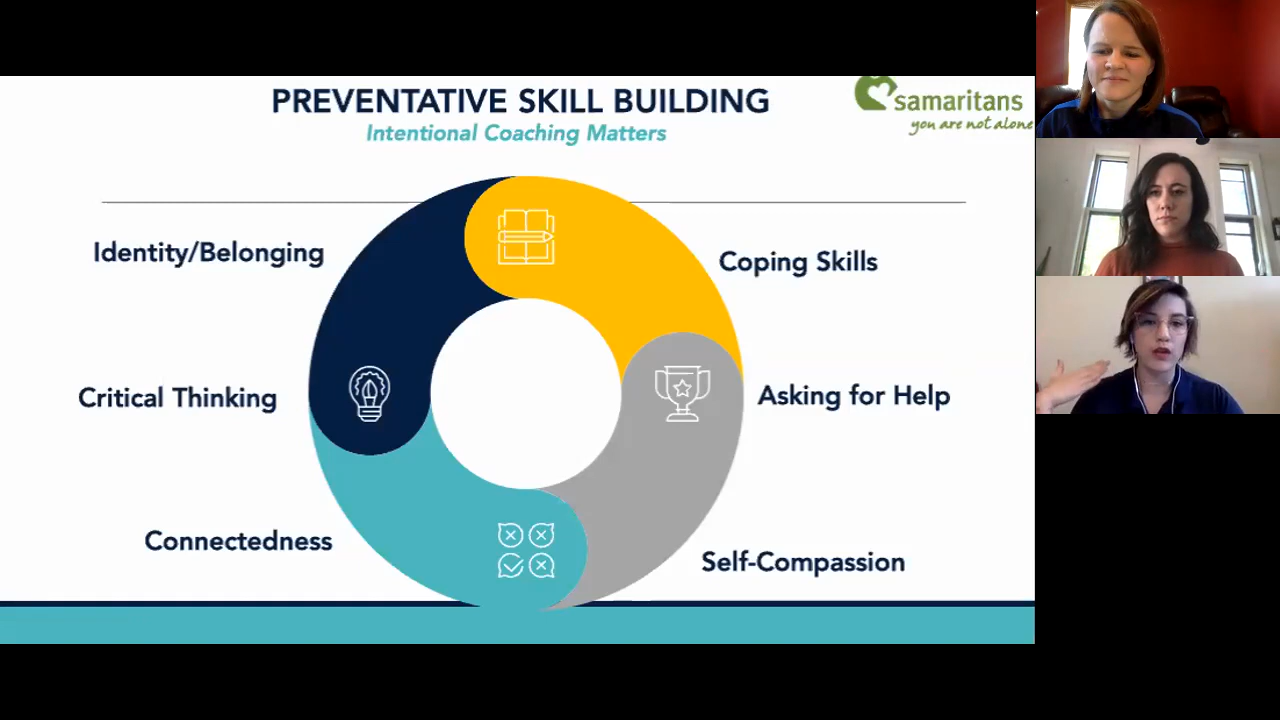 PREVENTATIVE SKILL BUILDING
Intentional Coaching Matters
samaritans
you are not alone
Identity/Belonging
Coping Skills
Critical Thinking
Asking for Help
Connectedness
Self-Compassion